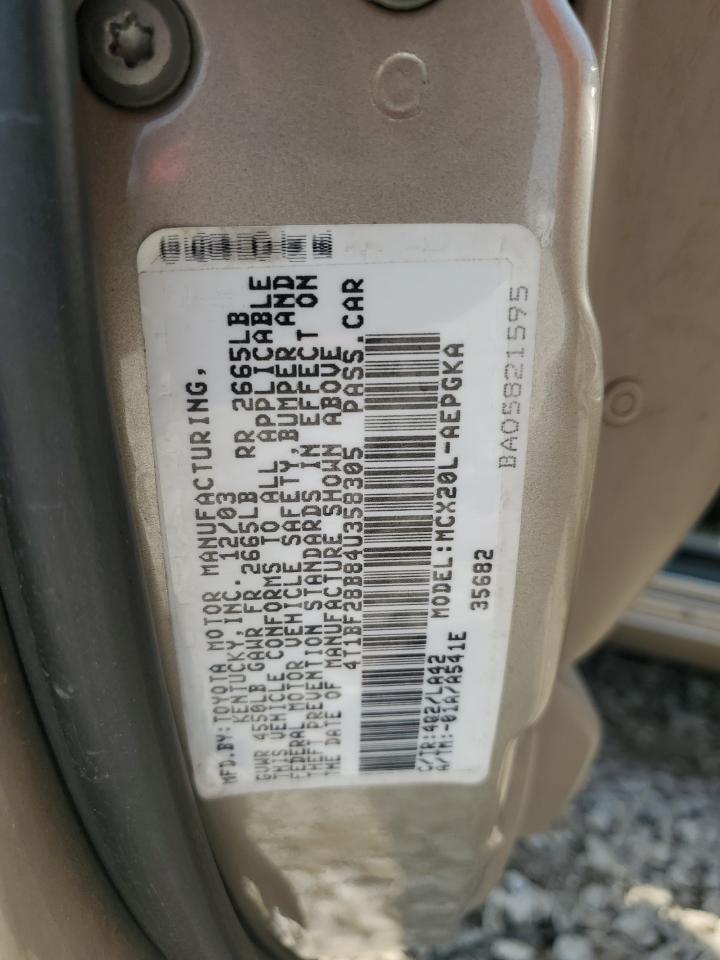 MFD.BY:TOYOTA MOTOR MANUFACTURING,
KENTUCKY,INC. 12/03
GVWR 4550LB GAWR FR 2665LB RR 2665LB
THIS VEHICLE CONFORMS TO ALL APPLICABLE
FEDERAL MOTOR VEHICLE SAFETY,BUMPER AND
THEFT PREVENTION STANDARDS IN EFFECT ON
THE DATE OF MANUFACTURE SHOWN ABOVE
4T1BF28B84U358305 PASS.CAR
C/TR:4Q2/LA42 MODEL:MCX20L-AEPGKA
A/TM:-01A/A541E 35682
BA05821595